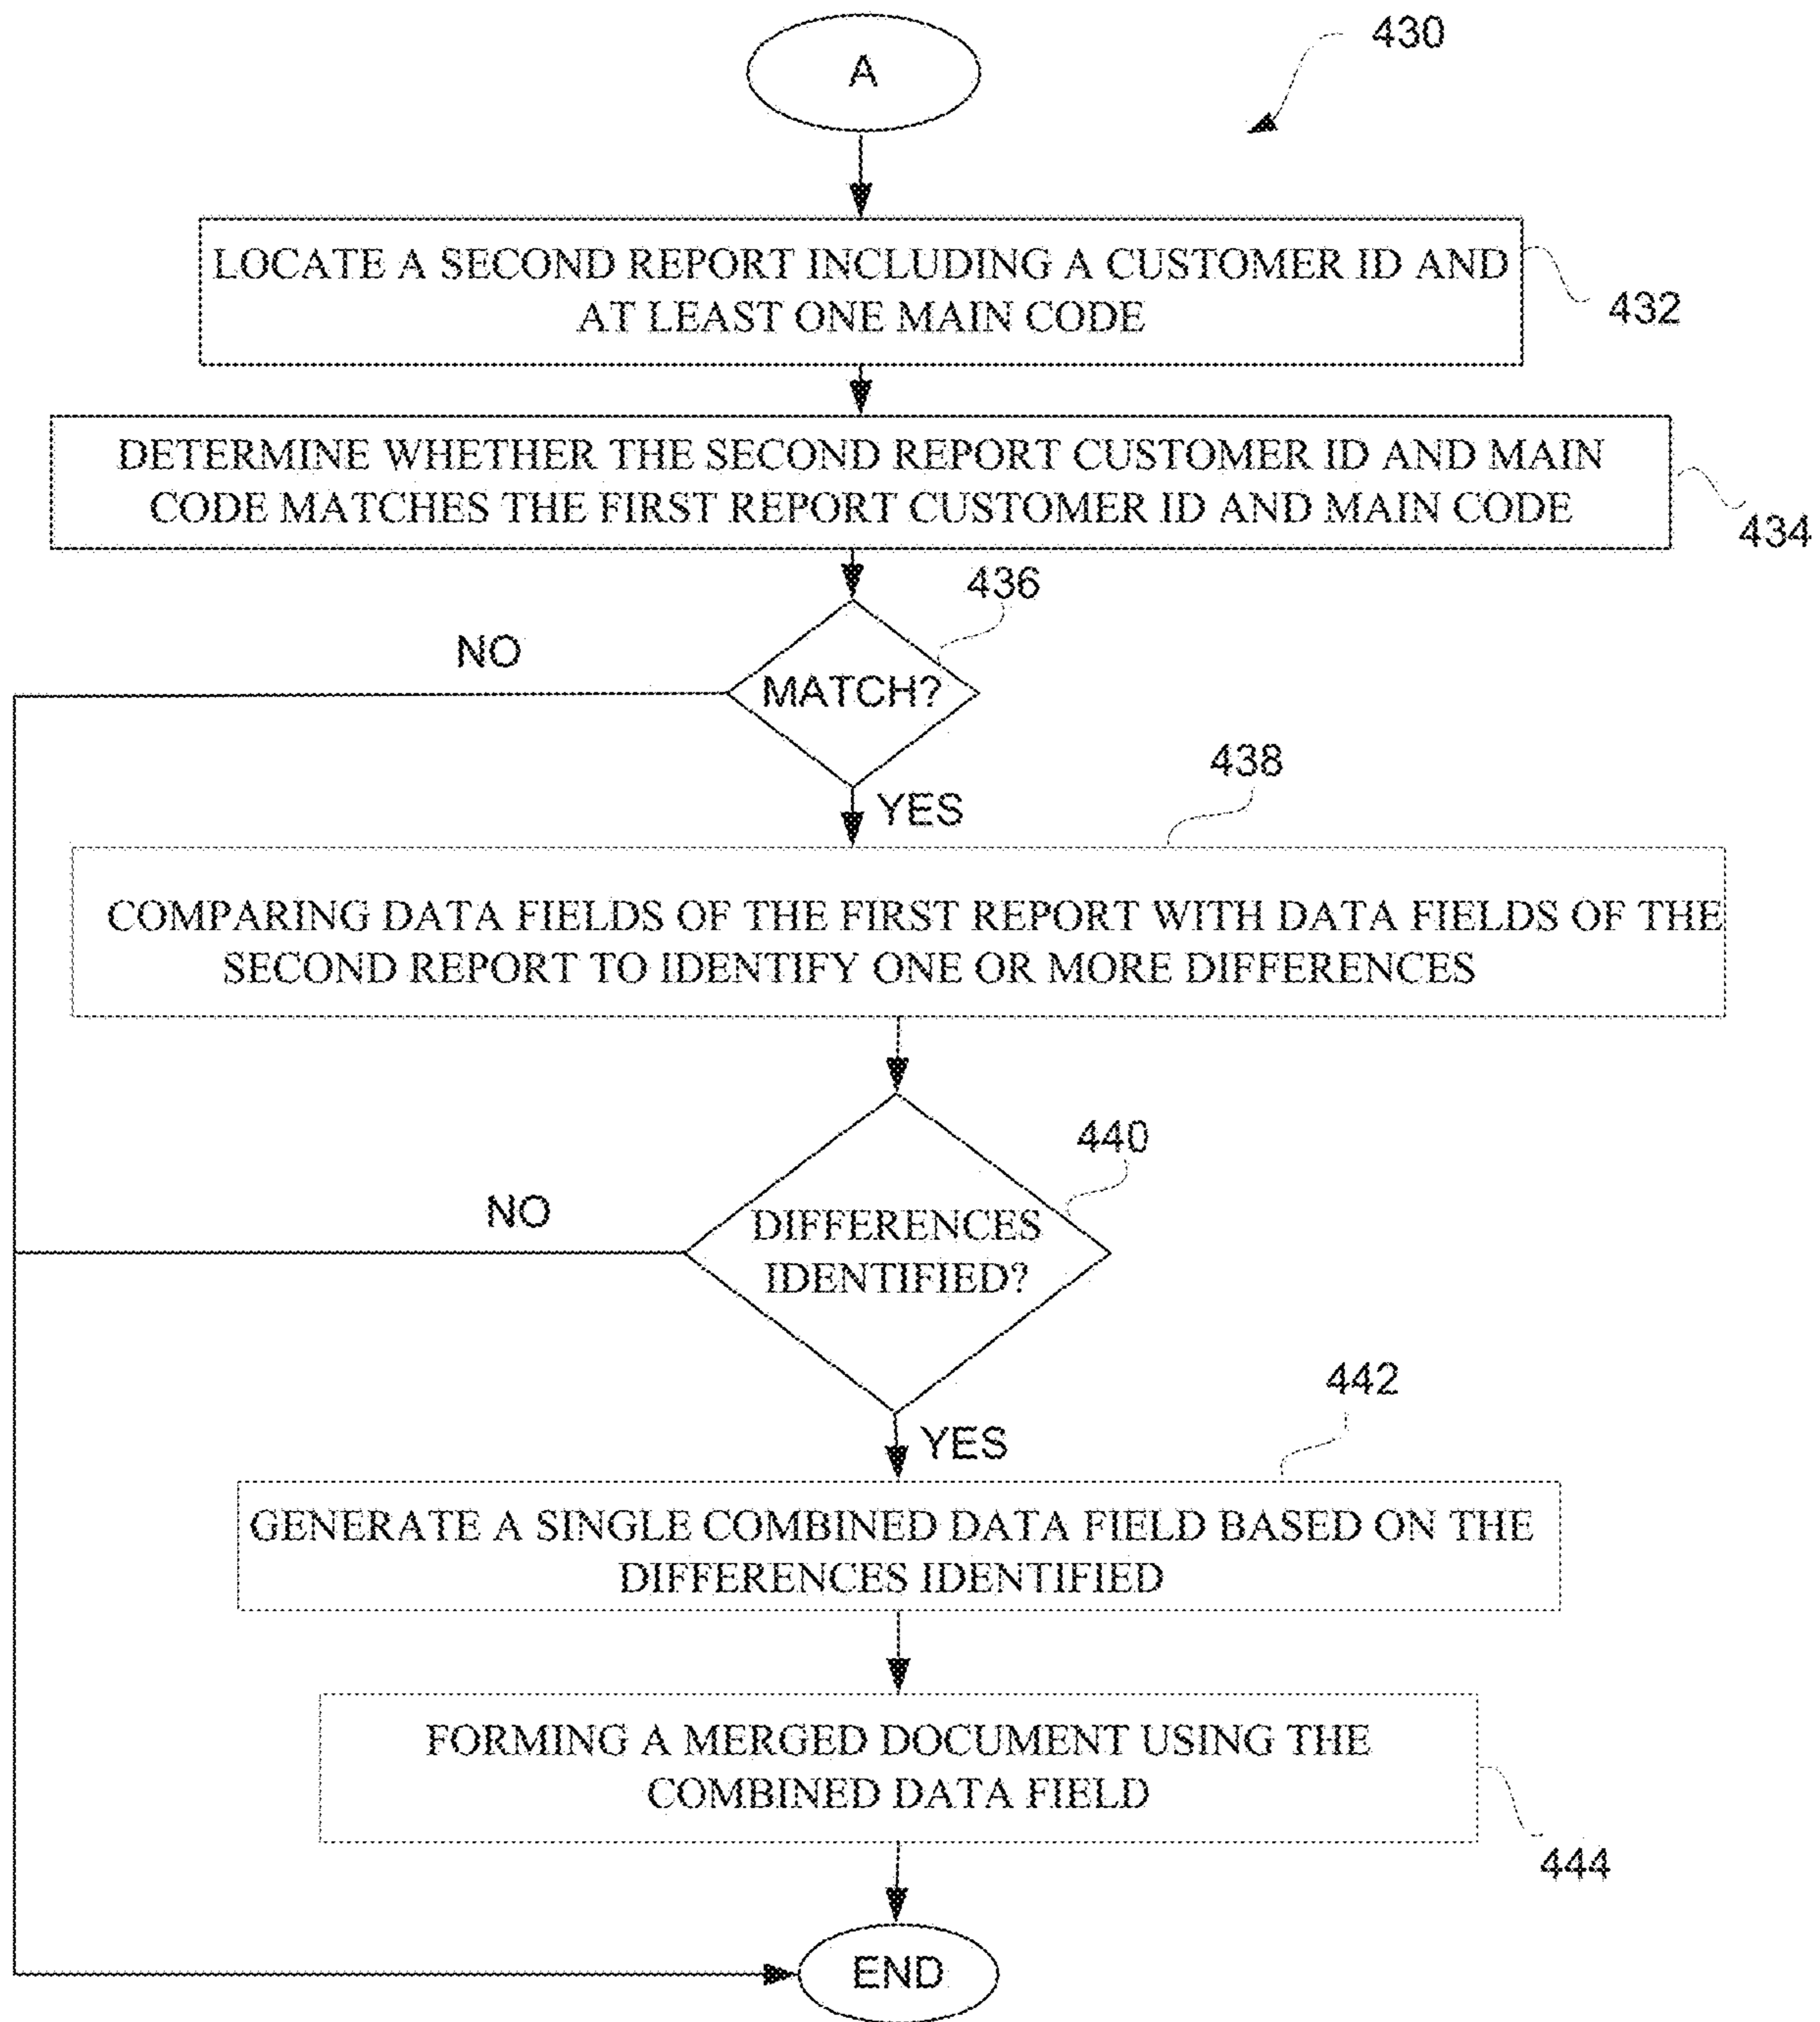 A
430
LOCATE A SECOND REPORT INCLUDING A CUSTOMER ID AND
AT LEAST ONE MAIN CODE
432
DETERMINE WHETHER THE SECOND REPORT CUSTOMER ID AND MAIN
CODE MATCHES THE FIRST REPORT CUSTOMER ID AND MAIN CODE
434
436
NO
MATCH?
YES
438
COMPARING DATA FIELDS OF THE FIRST REPORT WITH DATA FIELDS OF THE
SECOND REPORT TO IDENTIFY ONE OR MORE DIFFERENCES
440
NO
DIFFERENCES
IDENTIFIED?
YES
442
GENERATE A SINGLE COMBINED DATA FIELD BASED ON THE
DIFFERENCES IDENTIFIED
FORMING A MERGED DOCUMENT USING THE
COMBINED DATA FIELD
444
END